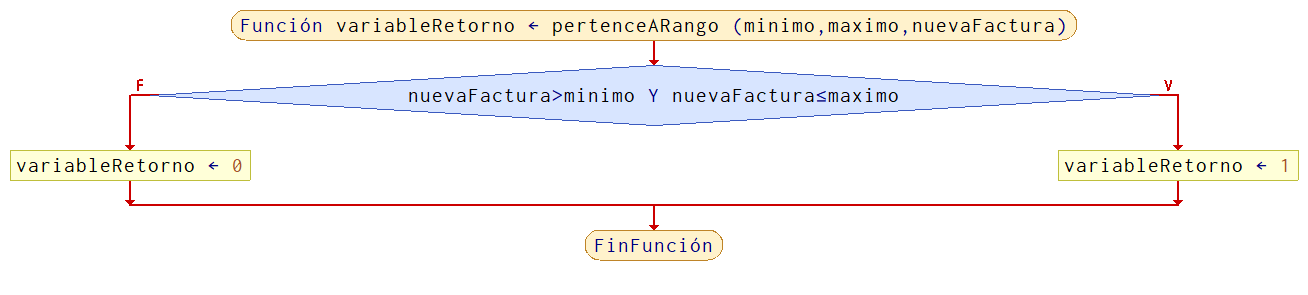 Función variableRetorno ← pertenceARango (minimo,maximo,nuevaFactura)
F
V
nuevaFactura>minimo Y nuevaFactura≤maximo
variableRetorno ← 0
variableRetorno ← 1
FinFunción